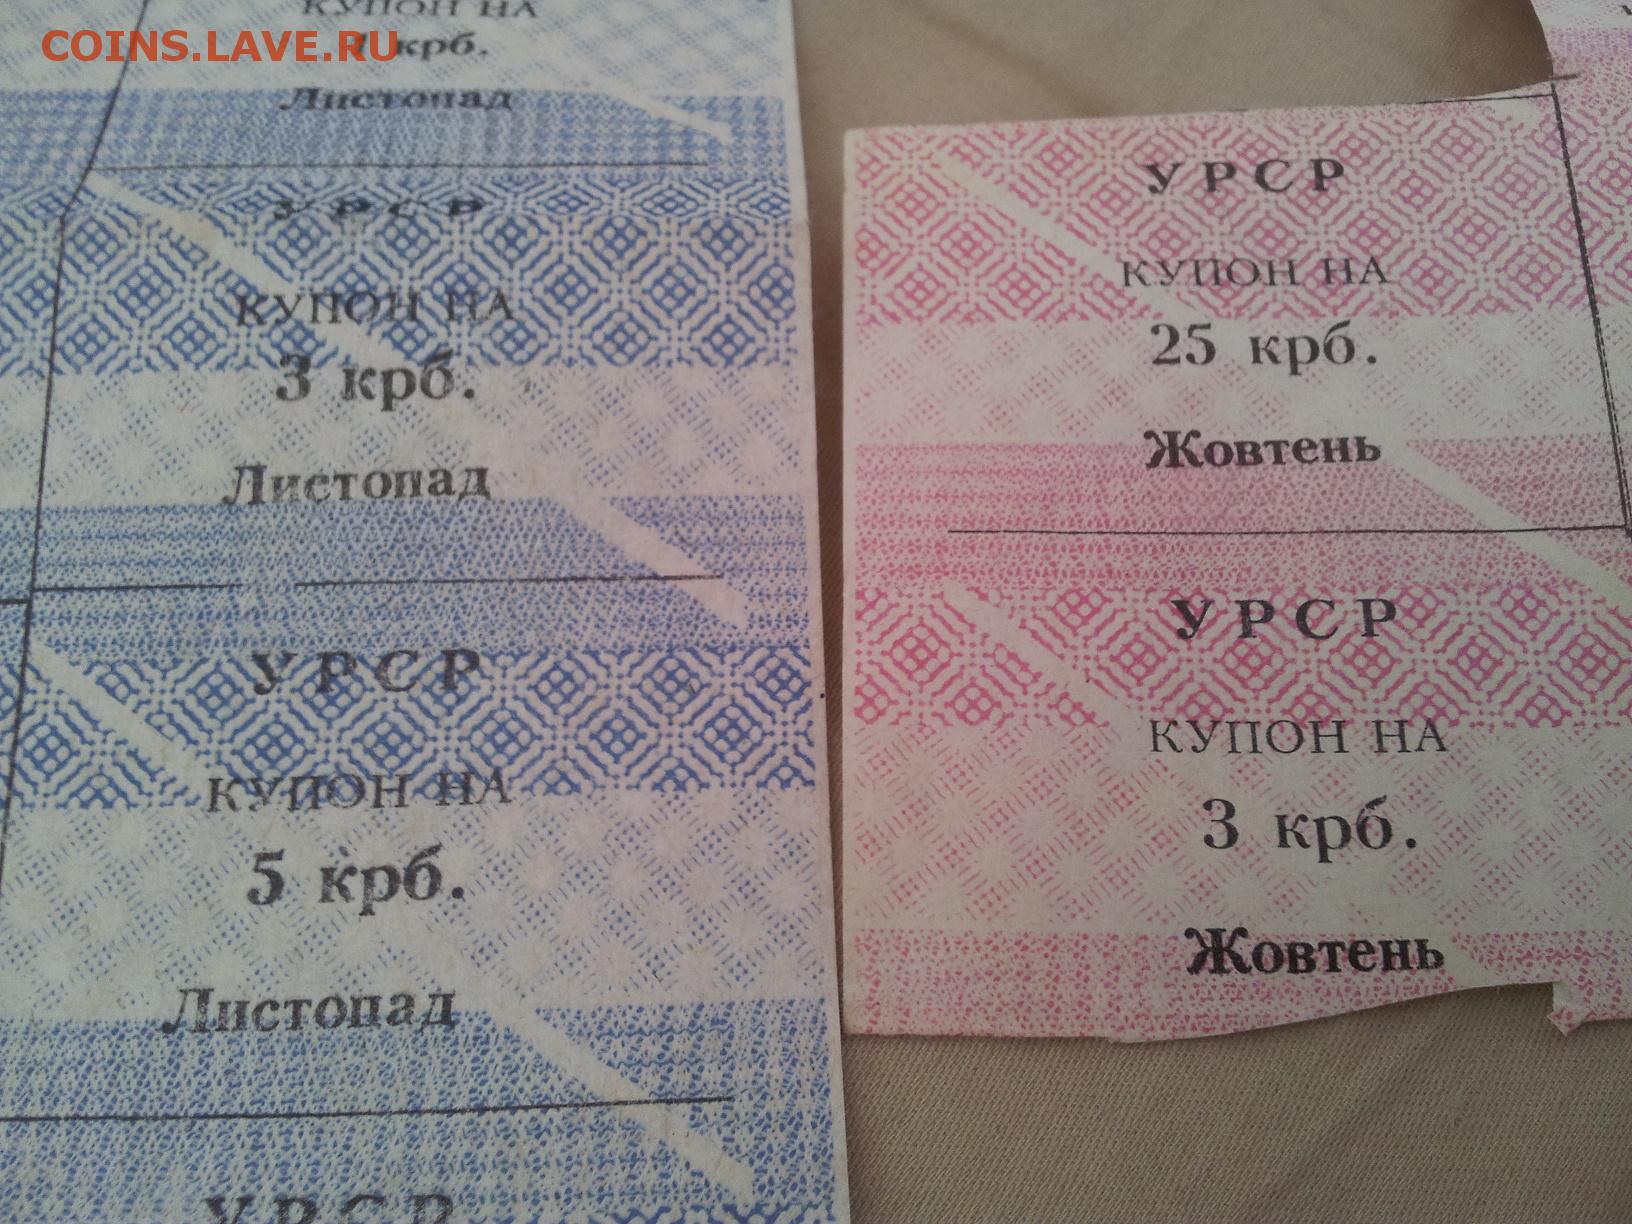 COINS.LAVE.RU
КУПОН НА
крб.
Листопад
УРСР
КУПОН НА
3 крб.
Листопад
УРСР
КУПОН НА
5 крб.
Листопад
УРСР
УРСР
КУПОН НА
25 крб.
Жовтень
УРСР
КУПОН НА
3 крб.
Жовтень